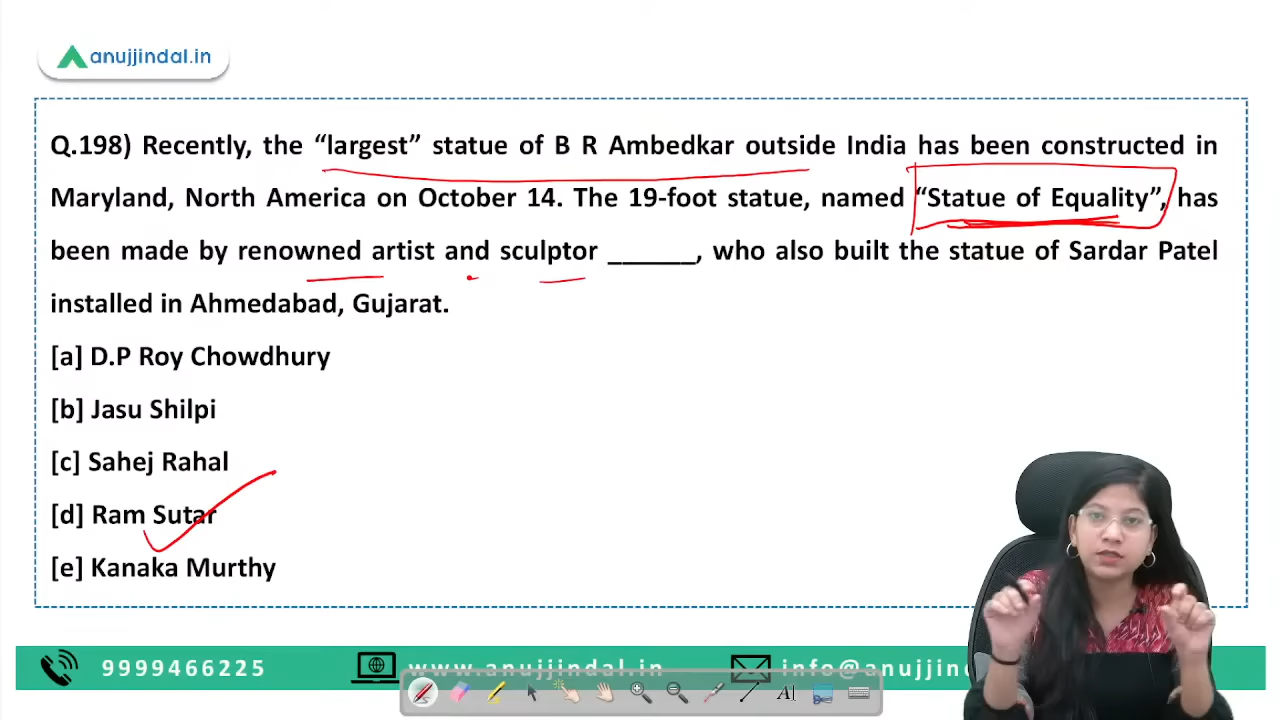 anujjindal.in
Q.198) Recently, the “largest” statue of B R Ambedkar outside India has been constructed in
Maryland, North America on October 14. The 19-foot statue, named “Statue of Equality”, has
been made by renowned artist and sculptor ______, who also built the statue of Sardar Patel
installed in Ahmedabad, Gujarat.
[a] D.P Roy Chowdhury
[b] Jasu Shilpi
[c] Sahej Rahal
[d] Ram Sutar
[e] Kanaka Murthy
9999466225 www.anujjindal.in
A